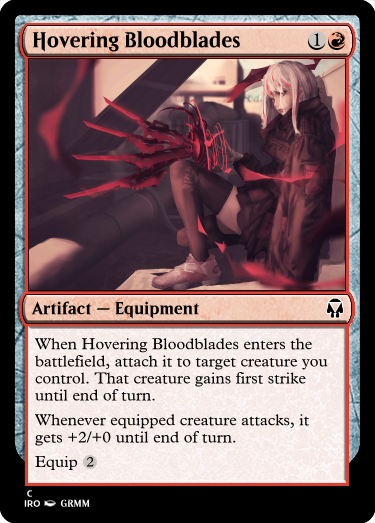 Hovering Bloodblades 1
Artifact — Equipment
When Hovering Bloodblades enters the
battlefield, attach it to target creature you
control. That creature gains first strike
until end of turn.
Whenever equipped creature attacks, it
gets +2/+0 until end of turn.
Equip 2
C
IRO GRMM